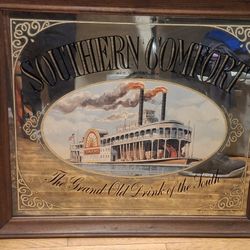 SOUTHERN COMFORT
The Grand Old Drink of the South